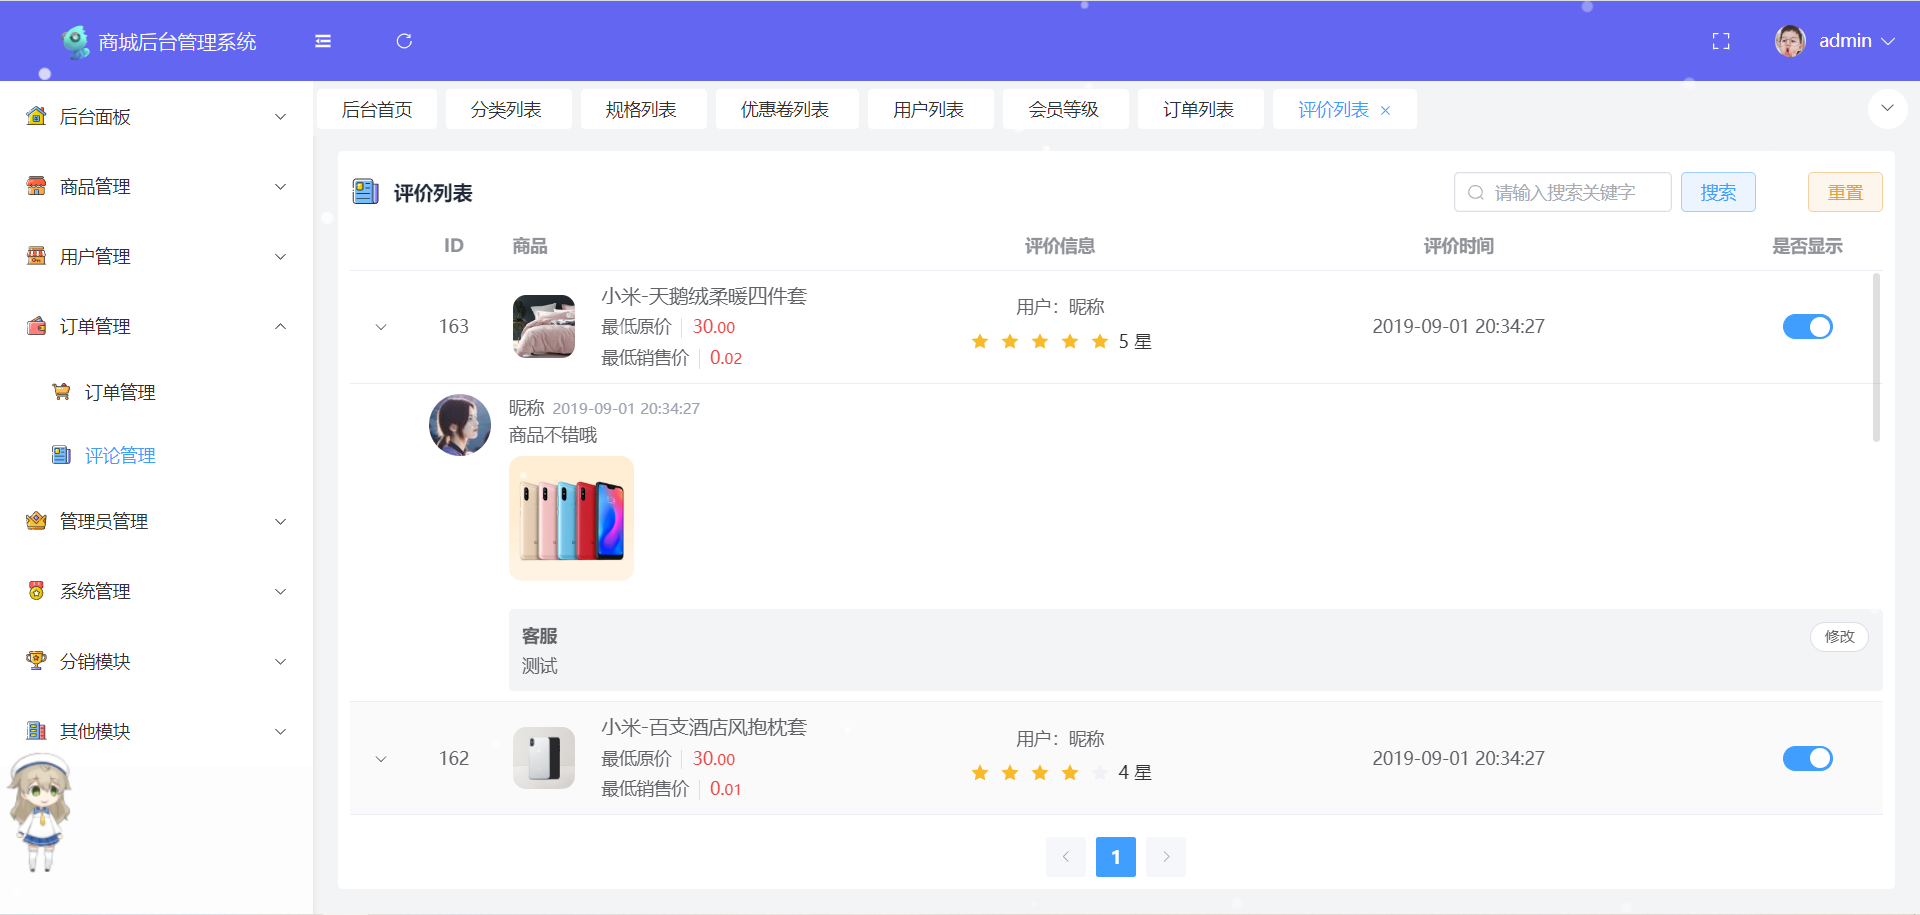 商城后台管理系统
admin
后台面板
商品管理
用户管理
订单管理
订单管理
评论管理
管理员管理
系统管理
分销模块
其他模块
后台首页
分类列表
规格列表
优惠卷列表
用户列表
会员等级
订单列表
评价列表
评价列表
请输入搜索关键字
搜索
重置
ID
商品
评价信息
评价时间
是否显示
163
小米-天鹅绒柔暖四件套
最低原价 30.00
最低销售价 0.02
用户：昵称
5 星
2019-09-01 20:34:27
昵称 2019-09-01 20:34:27
商品不错哦
客服
修改
测试
162
小米-百支酒店风抱枕套
最低原价 30.00
最低销售价 0.01
用户：昵称
4 星
2019-09-01 20:34:27
1